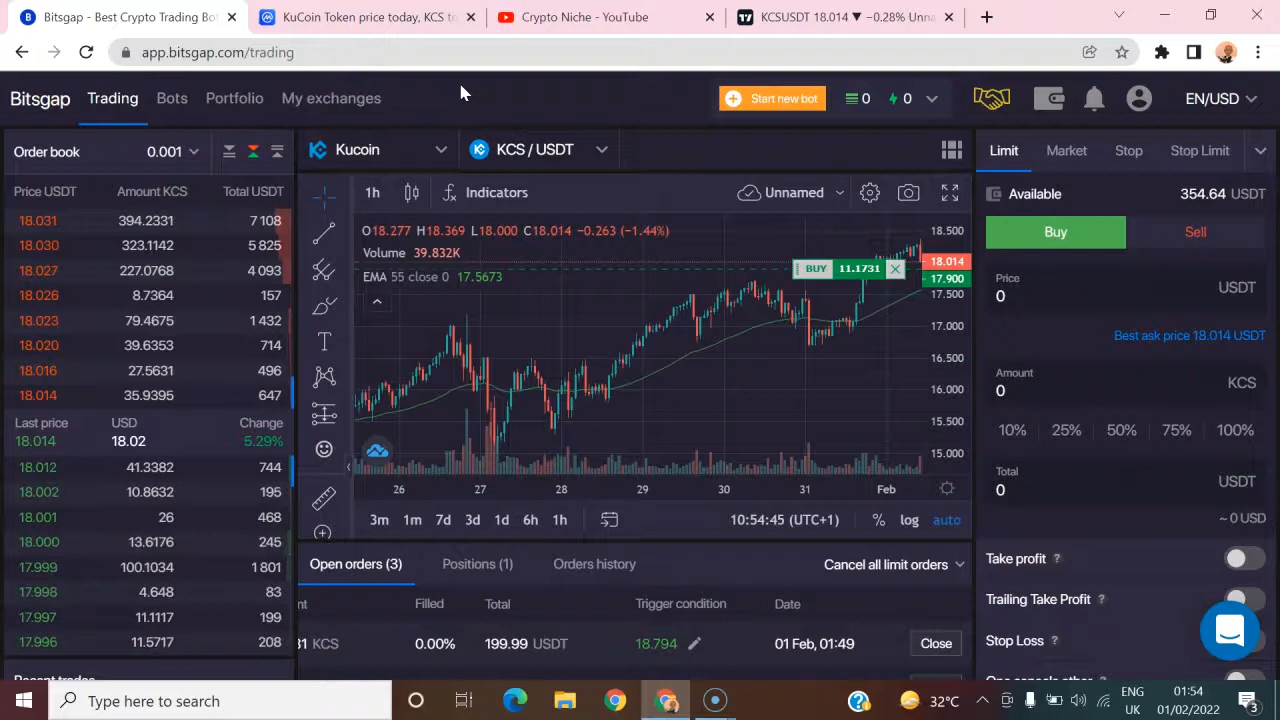 Bitsgap - Best Crypto Trading Bo
KuCoin Token price today, KCS to
Crypto Niche - YouTube
KCSUSDT 18.014 ▼ −0.28% Unna
app.bitsgap.com/trading
Bitsgap Trading Bots Portfolio My exchanges Start new bot 0 0 EN/USD
Order book 0.001
Price USDT Amount KCS Total USDT
18.031 394.2331 7 108
18.030 323.1142 5 825
18.027 227.0768 4 093
18.026 8.7364 157
18.023 79.4675 1 432
18.020 39.6353 714
18.016 27.5631 496
18.014 35.9395 647
Last price USD Change
18.014 18.02 5.29%
18.012 41.3382 744
18.002 10.8632 195
18.001 26 468
18.000 13.6176 245
17.999 100.1034 1 801
17.998 4.648 83
17.997 11.1117 199
17.996 11.5717 208
Kucoin KCS / USDT
1h Indicators Unnamed
O18.277 H18.369 L18.000 C18.014 −0.263 (−1.44%)
Volume 39.832K
EMA 55 close 0 17.5673
BUY 11.1731
18.500
18.014
17.900
17.500
17.000
16.500
16.000
15.500
15.000
26 27 28 29 30 31 Feb
3m 1m 7d 3d 1d 6h 1h 10:54:45 (UTC+1) % log auto
Open orders (3) Positions (1) Orders history Cancel all limit orders
nt Filled Total Trigger condition Date
31 KCS 0.00% 199.99 USDT 18.794 01 Feb, 01:49 Close
Limit Market Stop Stop Limit
Available 354.64 USDT
Buy Sell
Price
0 USDT
Best ask price 18.014 USDT
Amount
0 KCS
10% 25% 50% 75% 100%
Total
0 USDT
~ 0 USD
Take profit ?
Trailing Take Profit ?
Stop Loss ?
Type here to search
32°C
ENG
UK
01:54
01/02/2022
3